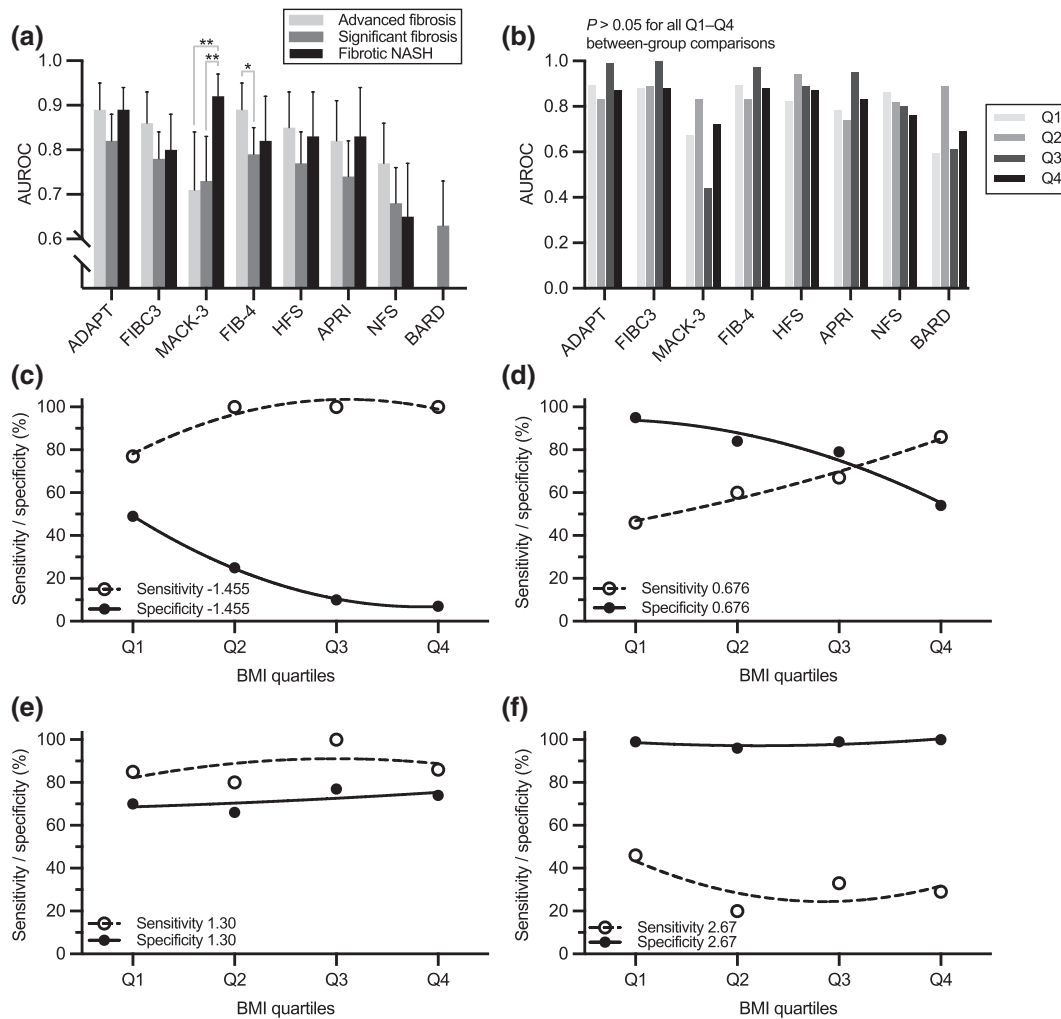 (a)
Advanced fibrosis
Significant fibrosis
Fibrotic NASH
**
**
*
AUROC
1.0
0.9
0.8
0.7
0.6
ADAPT
FIBC3
MACK-3
FIB-4
HFS
APRI
NFS
BARD
(b)
P > 0.05 for all Q1–Q4
between-group comparisons
AUROC
1.0
0.8
0.6
0.4
0.2
0.0
ADAPT
FIBC3
MACK-3
FIB-4
HFS
APRI
NFS
BARD
Q1
Q2
Q3
Q4
(c)
Sensitivity / specificity (%)
100
80
60
40
20
0
Sensitivity -1.455
Specificity -1.455
Q1 Q2 Q3 Q4
BMI quartiles
(d)
Sensitivity / specificity (%)
100
80
60
40
20
0
Sensitivity 0.676
Specificity 0.676
Q1 Q2 Q3 Q4
BMI quartiles
(e)
Sensitivity / specificity (%)
100
80
60
40
20
0
Sensitivity 1.30
Specificity 1.30
Q1 Q2 Q3 Q4
BMI quartiles
(f)
Sensitivity / specificity (%)
100
80
60
40
20
0
Sensitivity 2.67
Specificity 2.67
Q1 Q2 Q3 Q4
BMI quartiles